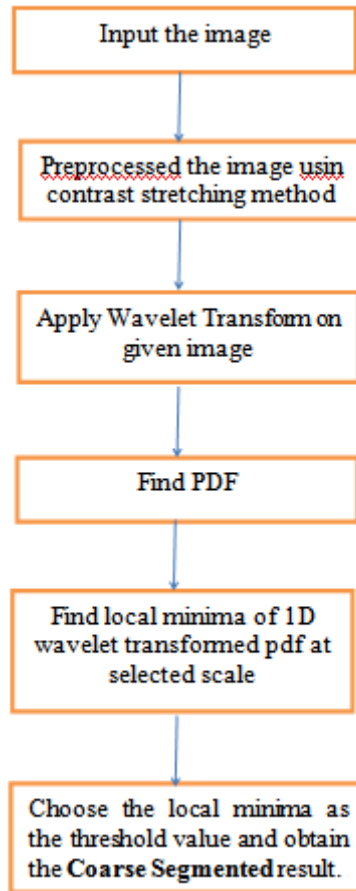 Input the image
Preprocessed the image usin
contrast stretching method
Apply Wavelet Transform on
given image
Find PDF
Find local minima of 1D
wavelet transformed pdf at
selected scale
Choose the local minima as
the threshold value and obtain
the Coarse Segmented result.